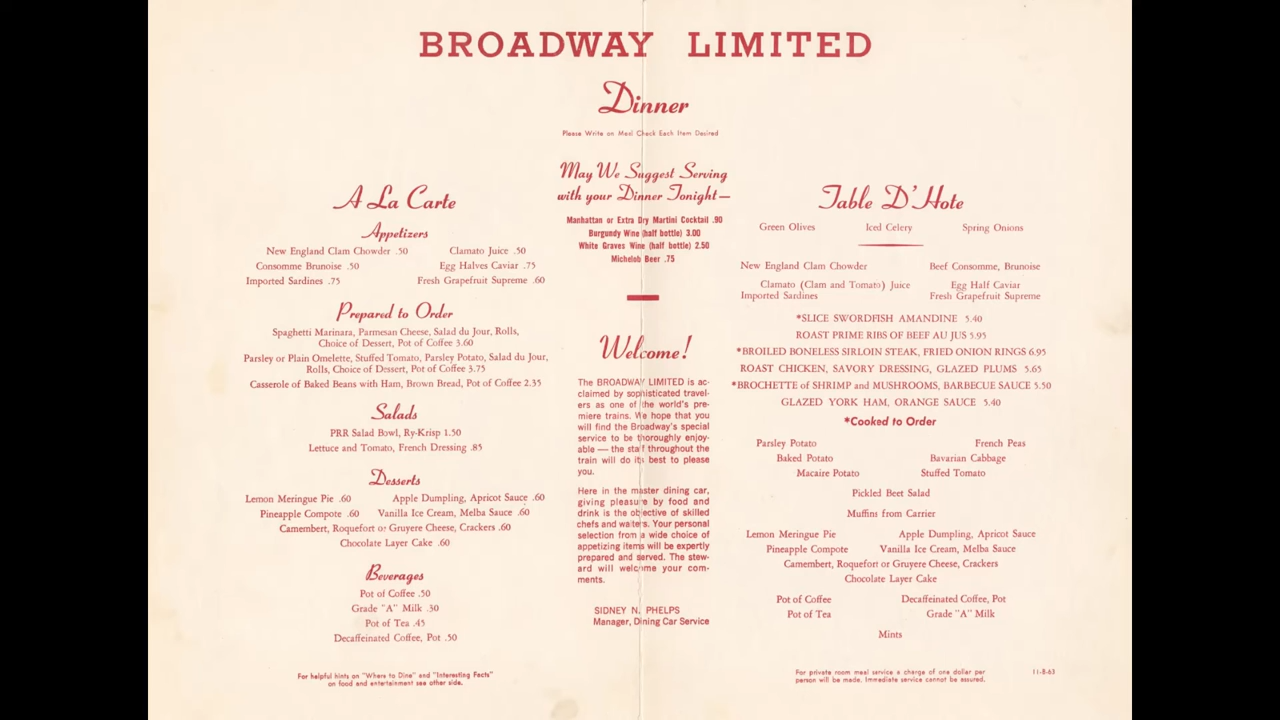 BROADWAY LIMITED
Dinner
Please Write on Meal Check Each Item Desired
May We Suggest Serving
with your Dinner Tonight—
Manhattan or Extra Dry Martini Cocktail .90
Burgundy Wine (half bottle) 3.00
White Graves Wine (half bottle) 2.50
Michelob Beer .75
A La Carte
Appetizers
New England Clam Chowder .50 Clamato Juice .50
Consomme Brunoise .50 Egg Halves Caviar .75
Imported Sardines .75 Fresh Grapefruit Supreme .60
Prepared to Order
Spaghetti Marinara, Parmesan Cheese, Salad du Jour, Rolls,
Choice of Dessert, Pot of Coffee 3.60
Parsley or Plain Omelette, Stuffed Tomato, Parsley Potato, Salad du Jour,
Rolls, Choice of Dessert, Pot of Coffee 3.75
Casserole of Baked Beans with Ham, Brown Bread, Pot of Coffee 2.35
Salads
PRR Salad Bowl, Ry-Krisp 1.50
Lettuce and Tomato, French Dressing .85
Desserts
Lemon Meringue Pie .60 Apple Dumpling, Apricot Sauce .60
Pineapple Compote .60 Vanilla Ice Cream, Melba Sauce .60
Camembert, Roquefort or Gruyere Cheese, Crackers .60
Chocolate Layer Cake .60
Beverages
Pot of Coffee .50
Grade "A" Milk .30
Pot of Tea .45
Decaffeinated Coffee, Pot .50
For helpful hints on "Where to Dine" and "Interesting Facts"
on food and entertainment see other side.
Welcome!
The BROADWAY LIMITED is ac-
claimed by sophisticated travel-
ers as one of the world's pre-
miere trains. We hope that you
will find the Broadway's special
service to be thoroughly enjoy-
able — the staff throughout the
train will do its best to please
you.
Here in the master dining car,
giving pleasure by food and
drink is the objective of skilled
chefs and waiters. Your personal
selection from a wide choice of
appetizing items will be expertly
prepared and served. The stew-
ard will welcome your com-
ments.
SIDNEY N. PHELPS
Manager, Dining Car Service
Table D'Hote
Green Olives Iced Celery Spring Onions
New England Clam Chowder Beef Consomme, Brunoise
Clamato (Clam and Tomato) Juice Egg Half Caviar
Imported Sardines Fresh Grapefruit Supreme
*SLICE SWORDFISH AMANDINE 5.40
ROAST PRIME RIBS OF BEEF AU JUS 5.95
*BROILED BONELESS SIRLOIN STEAK, FRIED ONION RINGS 6.95
ROAST CHICKEN, SAVORY DRESSING, GLAZED PLUMS 5.65
*BROCHETTE of SHRIMP and MUSHROOMS, BARBECUE SAUCE 5.50
GLAZED YORK HAM, ORANGE SAUCE 5.40
*Cooked to Order
Parsley Potato French Peas
Baked Potato Bavarian Cabbage
Macaire Potato Stuffed Tomato
Pickled Beet Salad
Muffins from Carrier
Lemon Meringue Pie Apple Dumpling, Apricot Sauce
Pineapple Compote Vanilla Ice Cream, Melba Sauce
Camembert, Roquefort or Gruyere Cheese, Crackers
Chocolate Layer Cake
Pot of Coffee Decaffeinated Coffee, Pot
Pot of Tea Grade "A" Milk
Mints
For private room meal service a charge of one dollar per
person will be made. Immediate service cannot be assured.
11-8-63